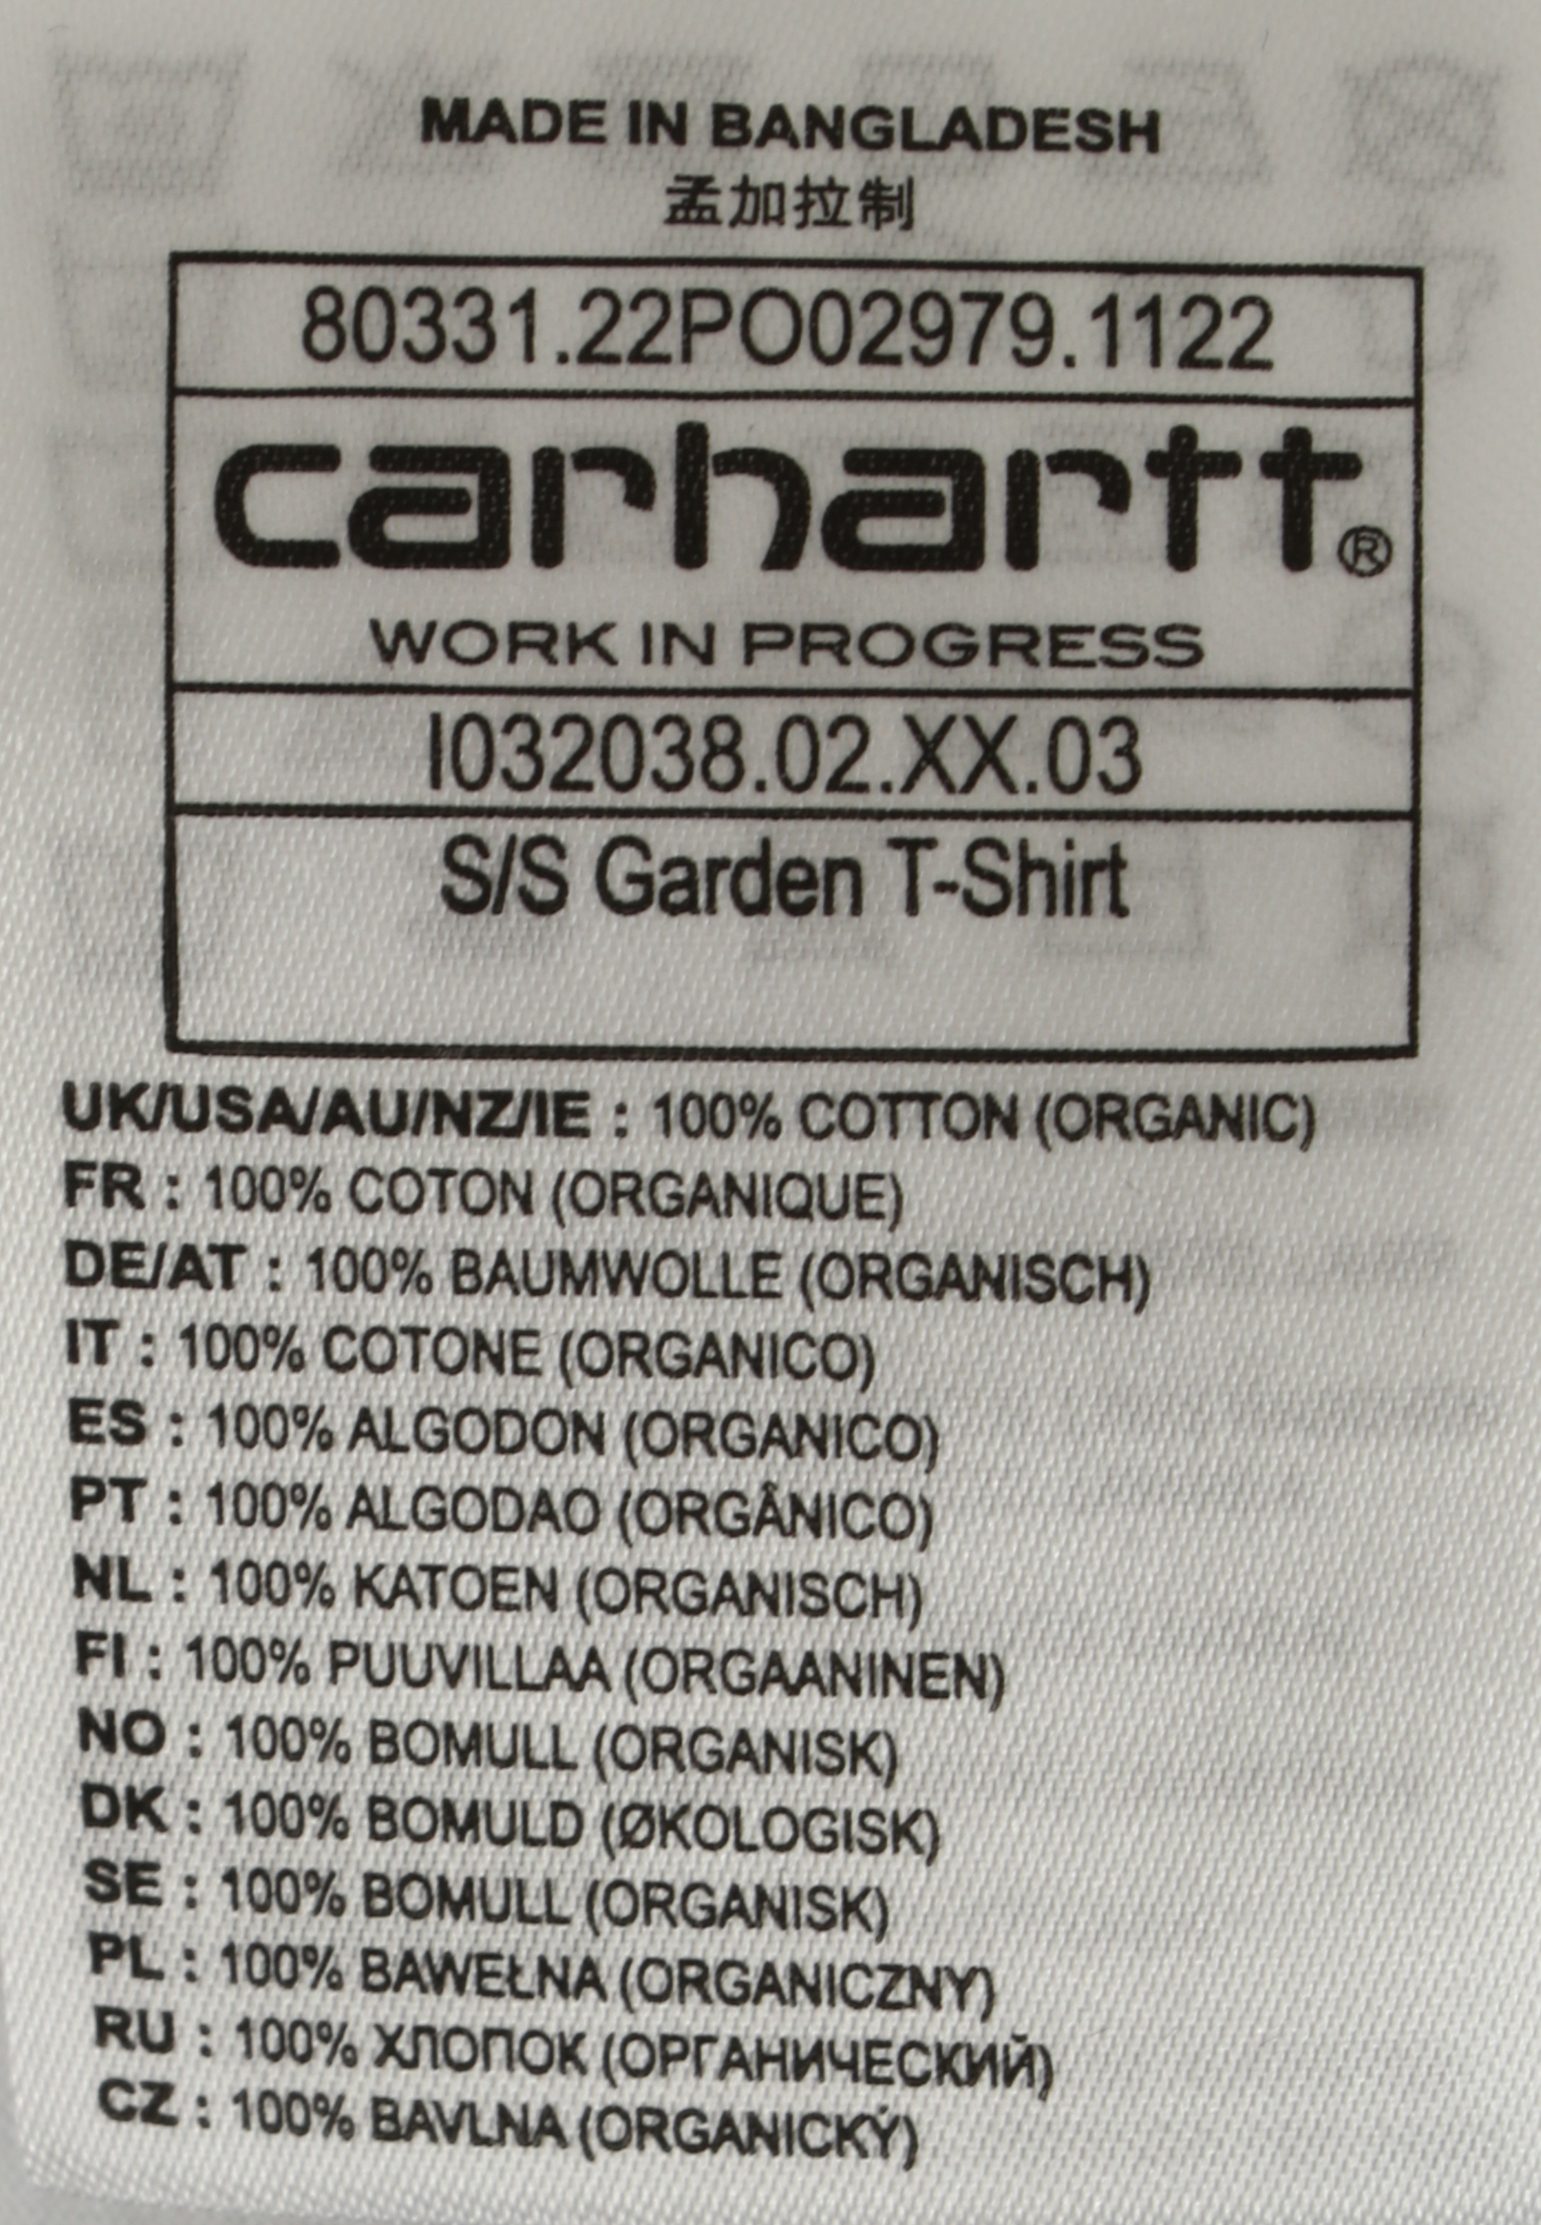 MADE IN BANGLADESH
孟加拉制
80331.22PO02979.1122
carhartt®
WORK IN PROGRESS
I032038.02.XX.03
S/S Garden T-Shirt
UK/USA/AU/NZ/IE : 100% COTTON (ORGANIC)
FR : 100% COTON (ORGANIQUE)
DE/AT : 100% BAUMWOLLE (ORGANISCH)
IT : 100% COTONE (ORGANICO)
ES : 100% ALGODON (ORGANICO)
PT : 100% ALGODAO (ORGÂNICO)
NL : 100% KATOEN (ORGANISCH)
FI : 100% PUUVILLAA (ORGAANINEN)
NO : 100% BOMULL (ORGANISK)
DK : 100% BOMULD (ØKOLOGISK)
SE : 100% BOMULL (ORGANISK)
PL : 100% BAWEŁNA (ORGANICZNY)
RU : 100% ХЛОПОК (ОРГАНИЧЕСКИЙ)
CZ : 100% BAVLNA (ORGANICKÝ)